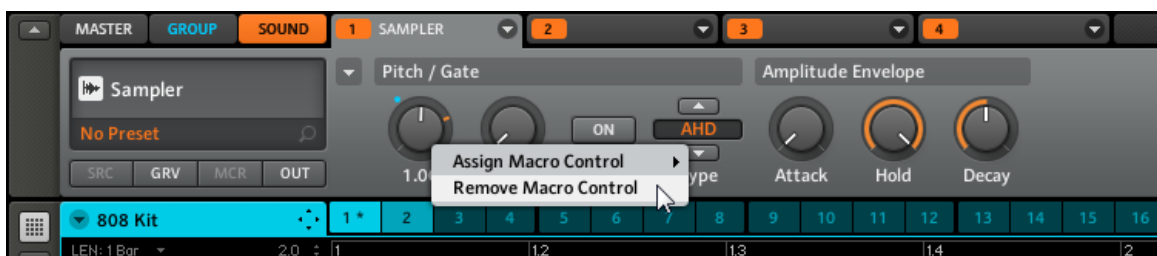 MASTER GROUP SOUND 1 SAMPLER 2 3 4
Pitch / Gate Amplitude Envelope
Sampler
No Preset
ON AHD
Assign Macro Control
Remove Macro Control
SRC GRV MCR OUT
Attack Hold Decay
808 Kit 1 * 2 3 4 5 6 7 8 9 10 11 12 13 14 15 16
LEN: 1 Bar 2.0 1 1.2 1.3 1.4 2